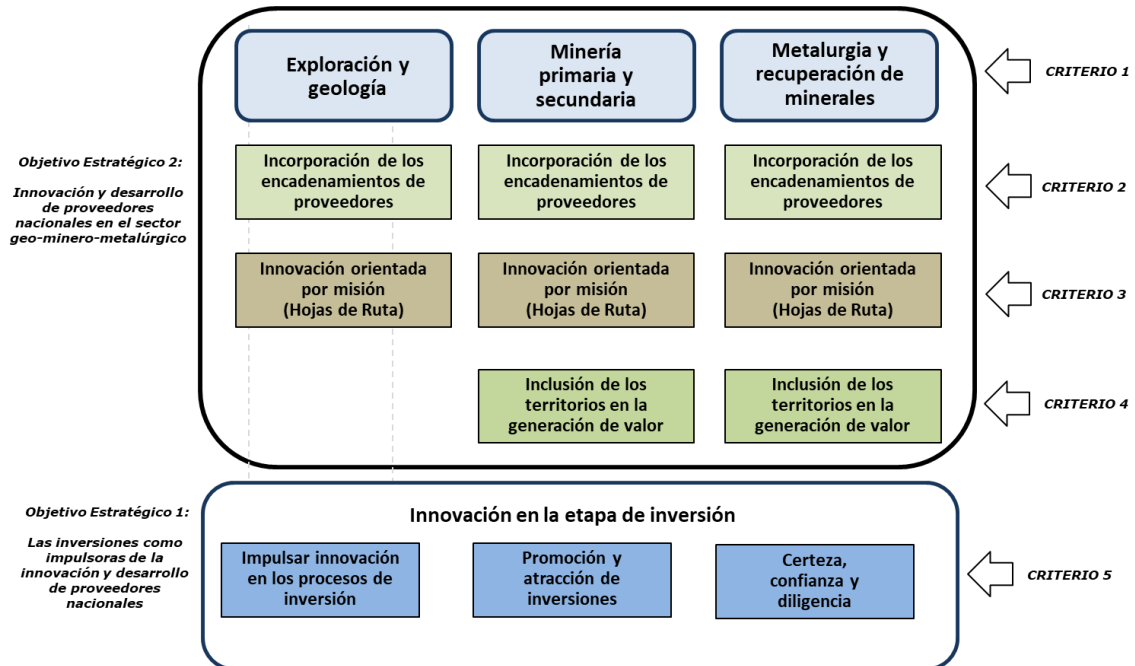 Exploración y
geología
Minería
primaria y
secundaria
Metalurgia y
recuperación de
minerales
CRITERIO 1
Objetivo Estratégico 2:
Innovación y desarrollo
de proveedores
nacionales en el sector
geo-minero-metalúrgico
Incorporación de los
encadenamientos de
proveedores
Incorporación de los
encadenamientos de
proveedores
Incorporación de los
encadenamientos de
proveedores
CRITERIO 2
Innovación orientada
por misión
(Hojas de Ruta)
Innovación orientada
por misión
(Hojas de Ruta)
Innovación orientada
por misión
(Hojas de Ruta)
CRITERIO 3
Inclusión de los
territorios en la
generación de valor
Inclusión de los
territorios en la
generación de valor
CRITERIO 4
Objetivo Estratégico 1:
Las inversiones como
impulsoras de la
innovación y desarrollo
de proveedores
nacionales
Innovación en la etapa de inversión
Impulsar innovación
en los procesos de
inversión
Promoción y
atracción de
inversiones
Certeza,
confianza y
diligencia
CRITERIO 5